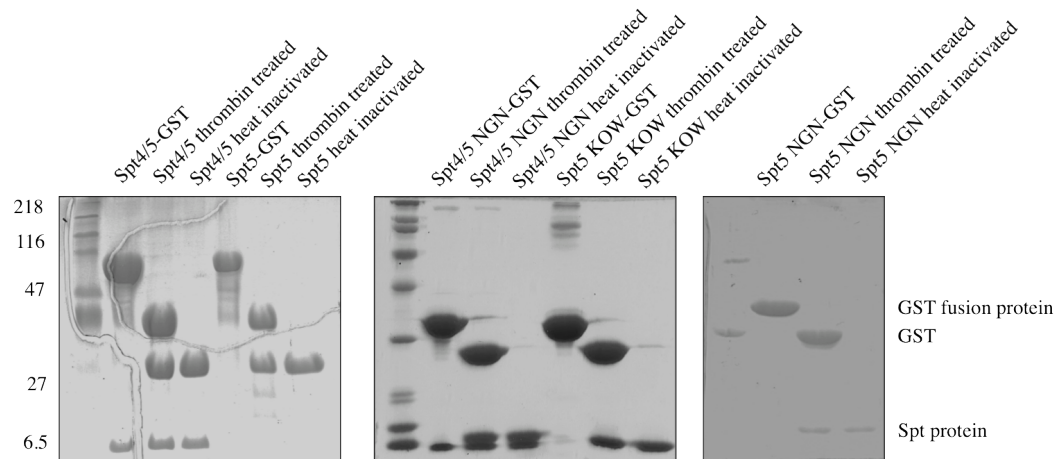 Spt4/5-GST
Spt4/5 thrombin treated
Spt4/5 heat inactivated
Spt5-GST
Spt5 thrombin treated
Spt5 heat inactivated
Spt4/5 NGN-GST
Spt4/5 NGN thrombin treated
Spt4/5 NGN heat inactivated
Spt5 KOW-GST
Spt5 KOW thrombin treated
Spt5 KOW heat inactivated
Spt5 NGN-GST
Spt5 NGN thrombin treated
Spt5 NGN heat inactivated
218
116
47
27
6.5
GST fusion protein
GST
Spt protein